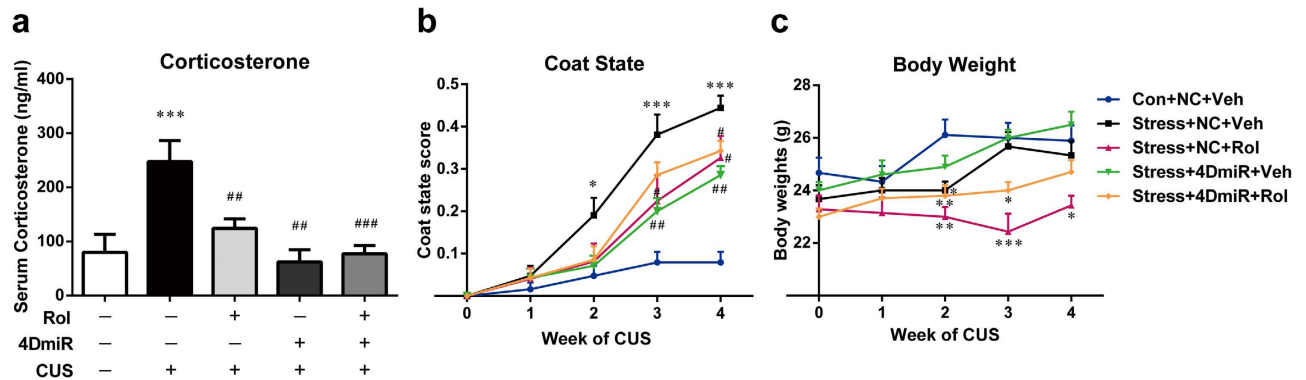 a
Corticosterone
Serum Corticosterone (ng/ml)
400
300
200
100
0
***
##
##
###
Rol – – + – +
4DmiR – – – + +
CUS – + + + +
b
Coat State
Coat state score
0.5
0.4
0.3
0.2
0.1
*
***
***
#
#
#
##
##
0 1 2 3 4
Week of CUS
c
Body Weight
Body weights (g)
28
26
24
22
*
**
**
*
***
*
0 1 2 3 4
Week of CUS
Con+NC+Veh
Stress+NC+Veh
Stress+NC+Rol
Stress+4DmiR+Veh
Stress+4DmiR+Rol